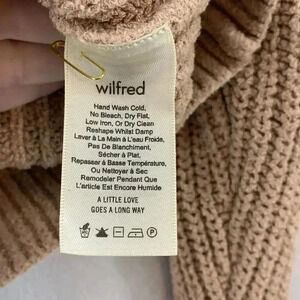 wilfred
Hand Wash Cold,
No Bleach, Dry Flat,
Low Iron, Or Dry Clean
Reshape Whilst Damp
Laver À La Main À L'eau Froide,
Pas De Blanchiment,
Sécher À Plat,
Repasser À Basse Température,
Ou Nettoyer À Sec
Remodeler Pendant Que
L'article Est Encore Humide
A LITTLE LOVE
GOES A LONG WAY